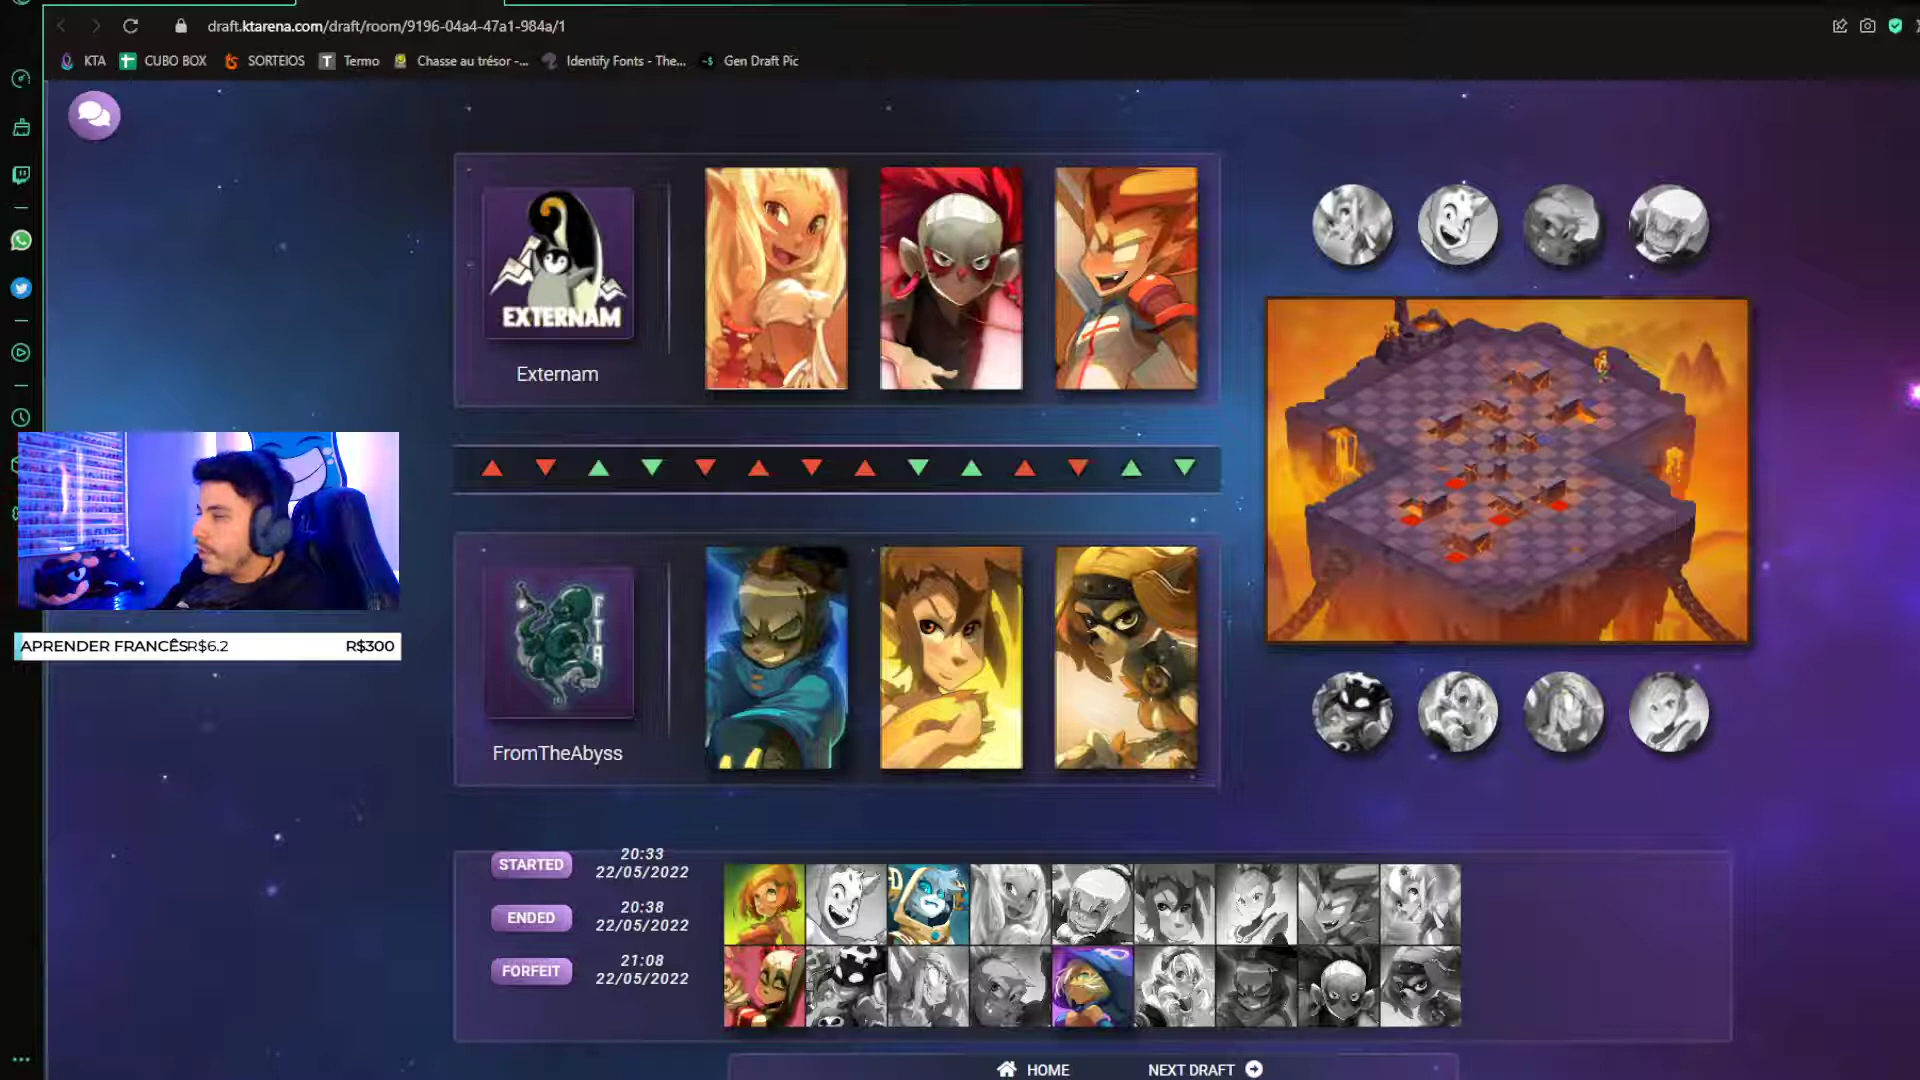 draft.ktarena.com/draft/room/9196-04a4-47a1-984a/1
KTA CUBO BOX SORTEIOS T Termo Chasse au trésor -... Identify Fonts - The... ~$ Gen Draft Pic
EXTERNAM
Externam
FTA
FromTheAbyss
APRENDER FRANCÊSR$6.2 R$300
STARTED 20:33
22/05/2022
ENDED 20:38
22/05/2022
FORFEIT 21:08
22/05/2022
HOME NEXT DRAFT